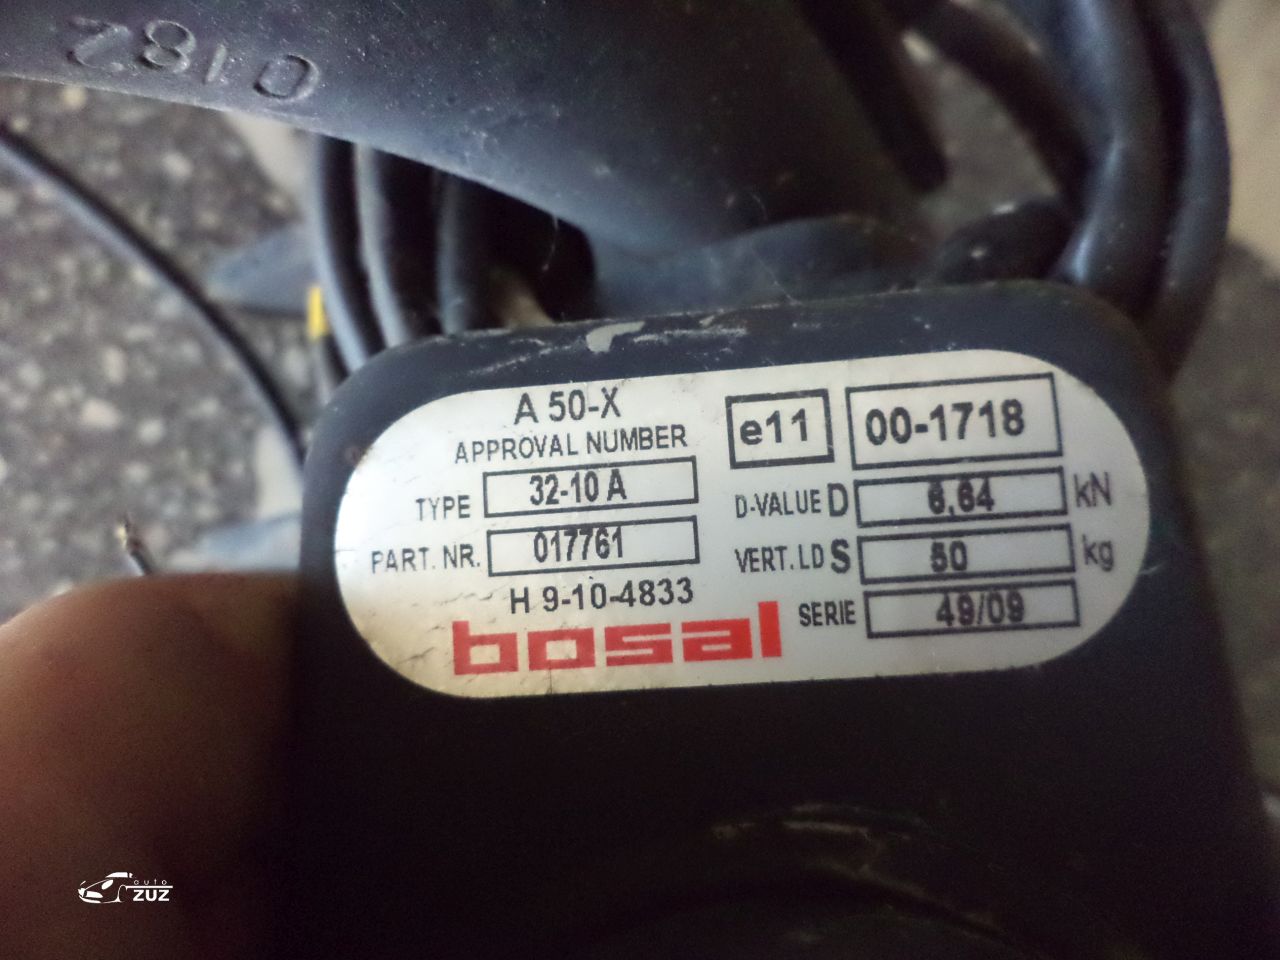 0182
A 50-X
APPROVAL NUMBER
e11
00-1718
TYPE 32-10 A
D-VALUE D 6,64 kN
PART. NR. 017761
VERT.LD S 50 kg
H 9-10-4833
SERIE 49/09
bosal
auto
ZUZ